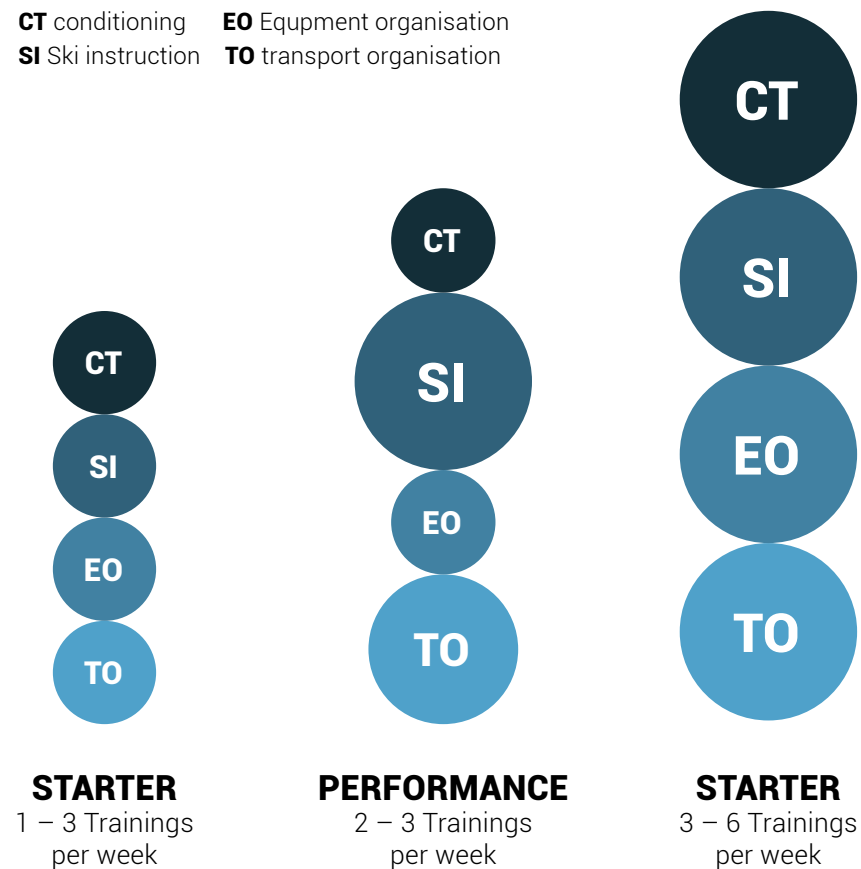 CT conditioning EO Equpment organisation
SI Ski instruction TO transport organisation
CT
SI
EO
TO
STARTER
1 – 3 Trainings
per week
CT
SI
EO
TO
PERFORMANCE
2 – 3 Trainings
per week
CT
SI
EO
TO
STARTER
3 – 6 Trainings
per week